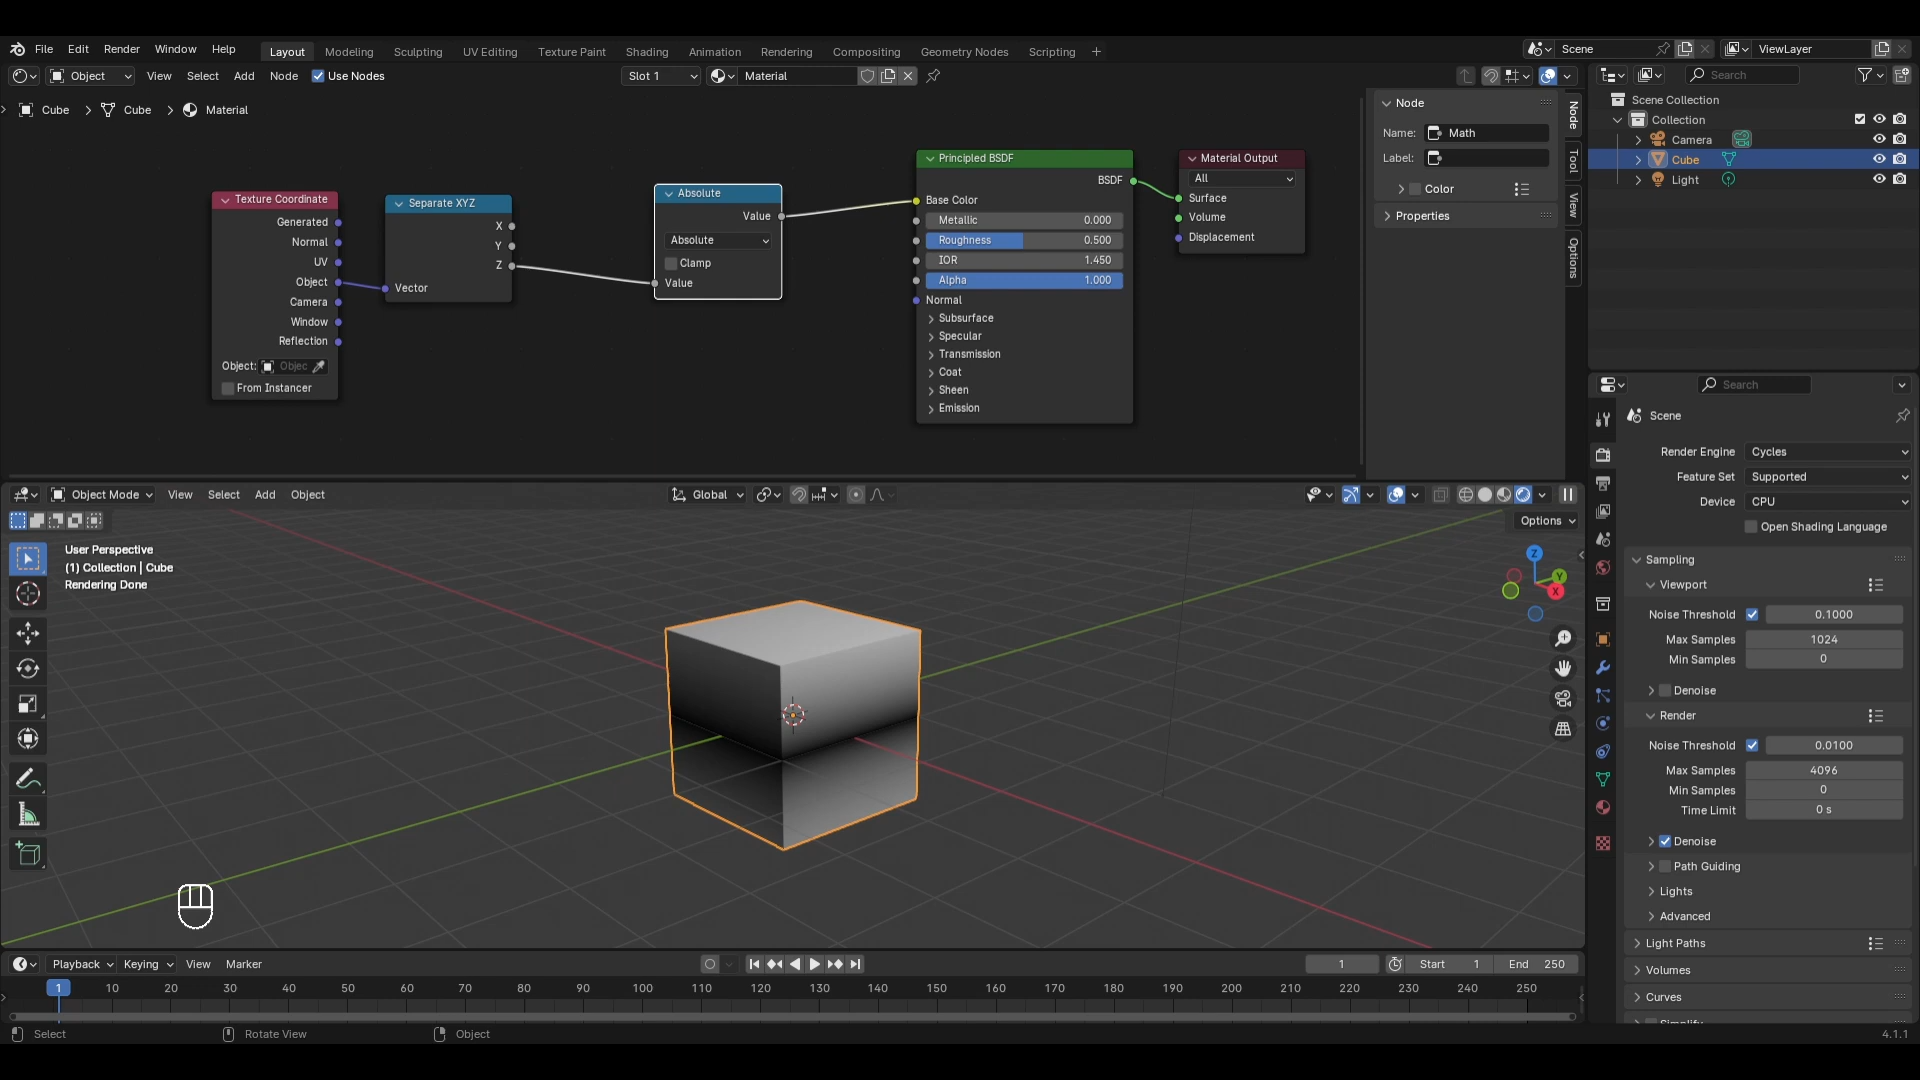 File Edit Render Window Help Layout Modeling Sculpting UV Editing Texture Paint Shading Animation Rendering Compositing Geometry Nodes Scripting + Scene ViewLayer
Object View Select Add Node Use Nodes Slot 1 Material Search
Cube > Cube > Material
Node
Name: Math
Label:
Color
Properties
Node
Tool
View
Options
Scene Collection
Collection
Camera
Cube
Light
Texture Coordinate
Generated
Normal
UV
Object
Camera
Window
Reflection
Object: Objec
From Instancer
Separate XYZ
X
Y
Z
Vector
Absolute
Value
Absolute
Clamp
Value
Principled BSDF
BSDF
Base Color
Metallic 0.000
Roughness 0.500
IOR 1.450
Alpha 1.000
Normal
Subsurface
Specular
Transmission
Coat
Sheen
Emission
Material Output
All
Surface
Volume
Displacement
Object Mode View Select Add Object Global
Options
User Perspective
(1) Collection | Cube
Rendering Done
Z
Y
X
Search
Scene
Render Engine Cycles
Feature Set Supported
Device CPU
Open Shading Language
Sampling
Viewport
Noise Threshold 0.1000
Max Samples 1024
Min Samples 0
Denoise
Render
Noise Threshold 0.0100
Max Samples 4096
Min Samples 0
Time Limit 0 s
Denoise
Path Guiding
Lights
Advanced
Light Paths
Volumes
Curves
Simplify
Playback Keying View Marker 1 Start 1 End 250
1 10 20 30 40 50 60 70 80 90 100 110 120 130 140 150 160 170 180 190 200 210 220 230 240 250
Select Rotate View Object 4.1.1